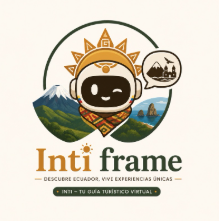 Inti frame
DESCUBRE ECUADOR, VIVE EXPERIENCIAS ÚNICAS
INTI - TU GUÍA TURÍSTICO VIRTUAL